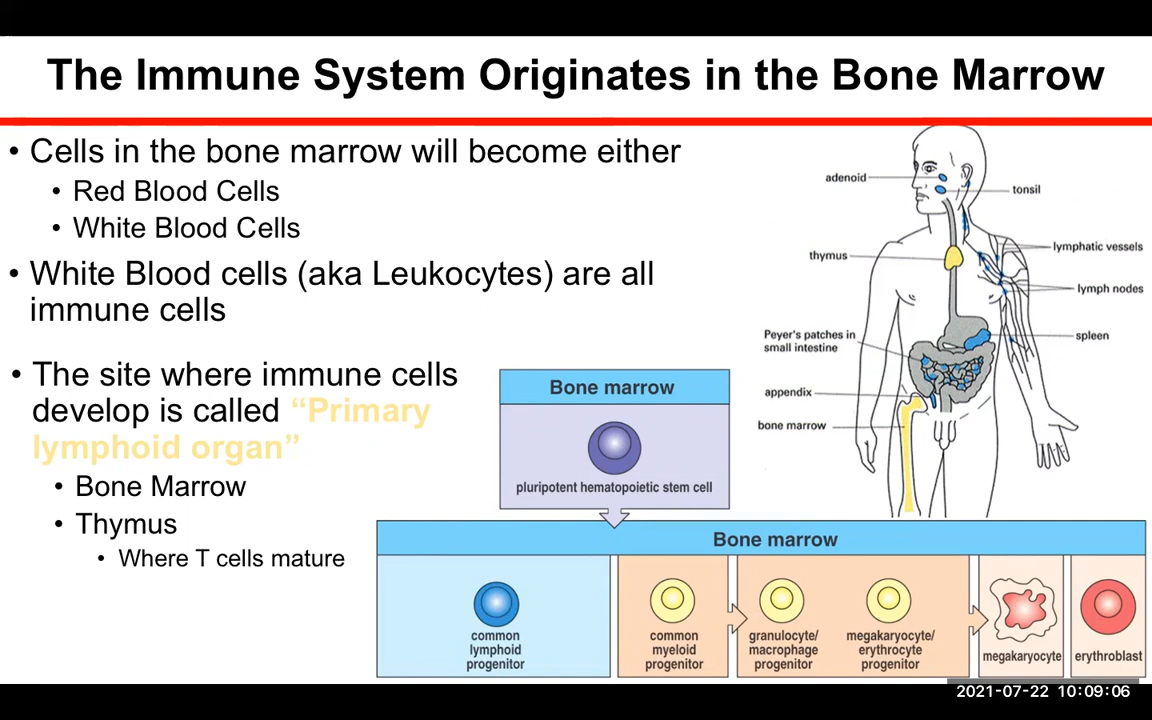 The Immune System Originates in the Bone Marrow
• Cells in the bone marrow will become either
• Red Blood Cells
• White Blood Cells
• White Blood cells (aka Leukocytes) are all
immune cells
• The site where immune cells
develop is called “Primary
lymphoid organ”
• Bone Marrow
• Thymus
• Where T cells mature
adenoid
tonsil
thymus
lymphatic vessels
lymph nodes
Peyer's patches in
small intestine
spleen
appendix
bone marrow
Bone marrow
pluripotent hematopoietic stem cell
Bone marrow
common
lymphoid
progenitor
common
myeloid
progenitor
granulocyte/
macrophage
progenitor
megakaryocyte/
erythrocyte
progenitor
megakaryocyte
erythroblast
2021-07-22 10:09:06